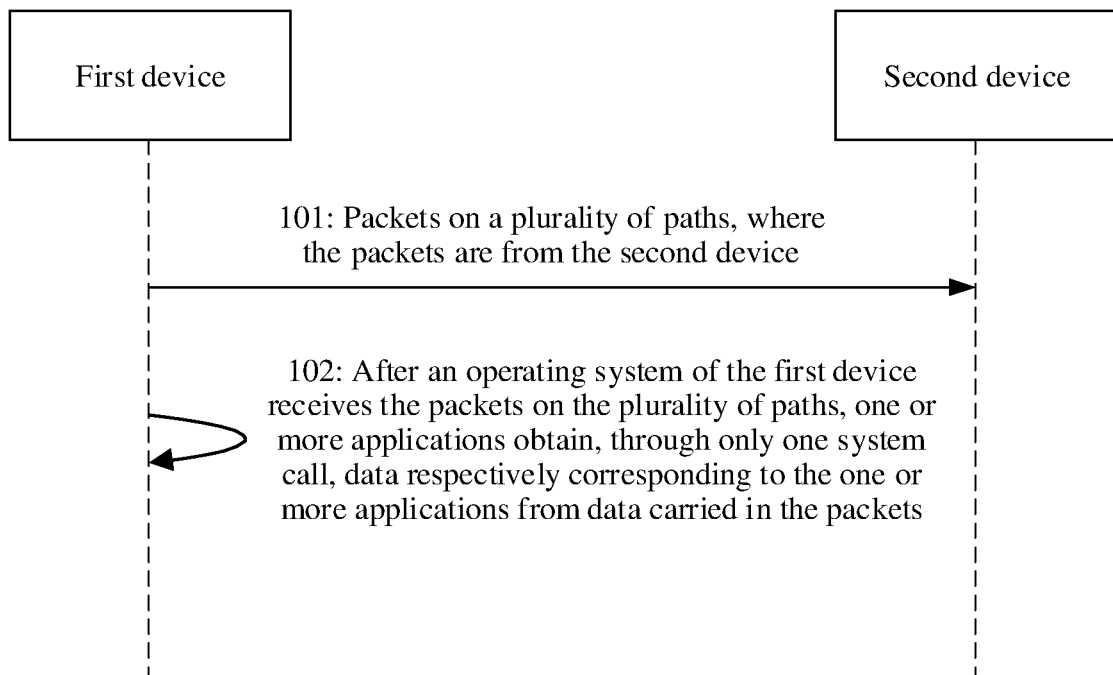 First device
Second device
101: Packets on a plurality of paths, where
the packets are from the second device
102: After an operating system of the first device
receives the packets on the plurality of paths, one or
more applications obtain, through only one system
call, data respectively corresponding to the one or
more applications from data carried in the packets